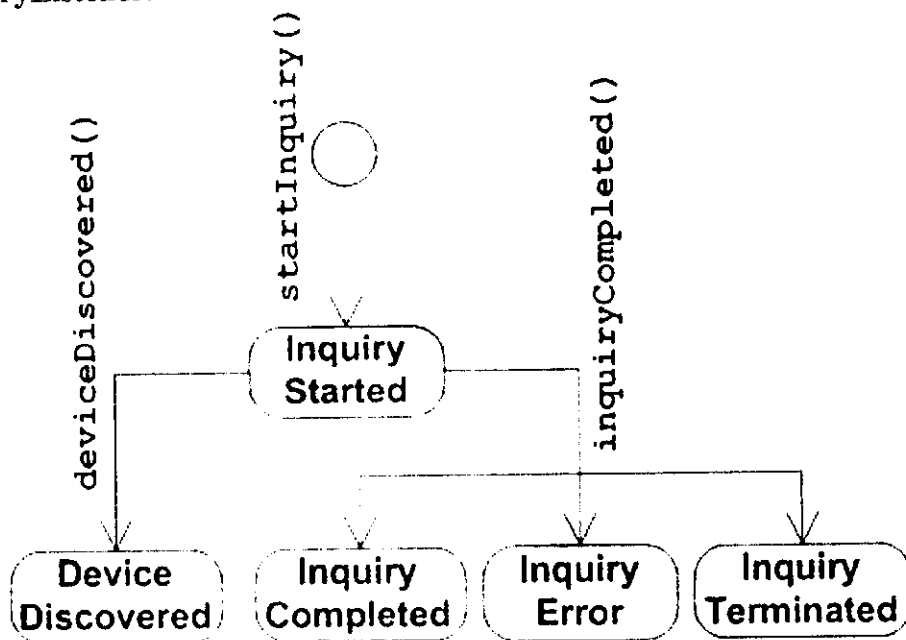 startInquiry()
deviceDiscovered()
inquiryCompleted()
Inquiry
Started
Device
Discovered
Inquiry
Completed
Inquiry
Error
Inquiry
Terminated